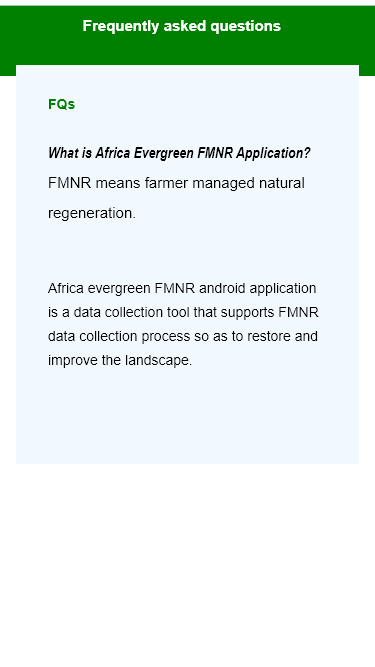 Frequently asked questions
FQs
What is Africa Evergreen FMNR Application?
FMNR means farmer managed natural
regeneration.
Africa evergreen FMNR android application
is a data collection tool that supports FMNR
data collection process so as to restore and
improve the landscape.